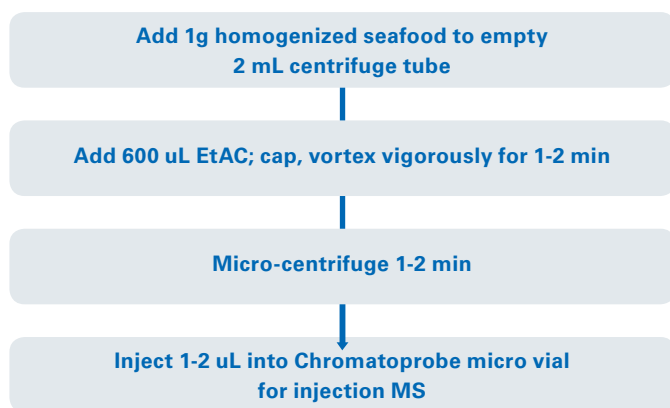 Add 1g homogenized seafood to empty
2 mL centrifuge tube
Add 600 uL EtAC; cap, vortex vigorously for 1-2 min
Micro-centrifuge 1-2 min
Inject 1-2 uL into Chromatoprobe micro vial
for injection MS